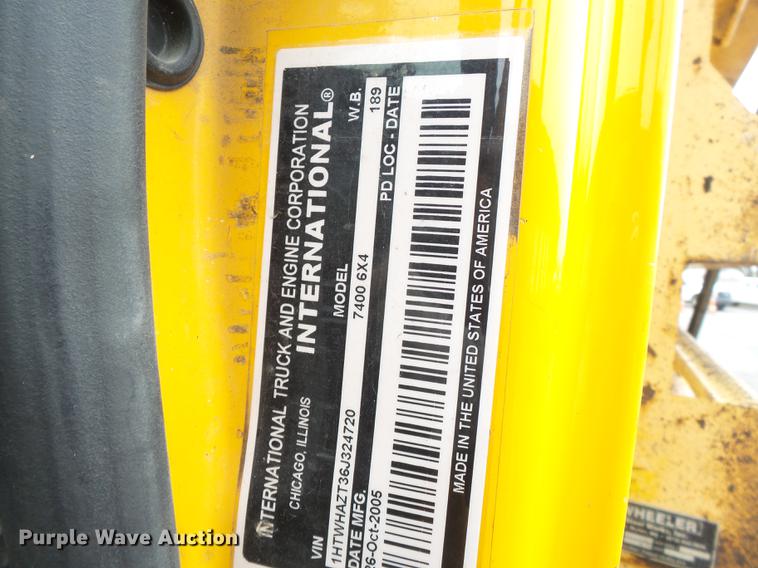 INTERNATIONAL TRUCK AND ENGINE CORPORATION
CHICAGO, ILLINOIS INTERNATIONAL®
VIN MODEL W.B.
1HTWHAZT36J324720 7400 6X4 189
DATE MFG. PD LOC - DATE
26-Oct-2005
MADE IN THE UNITED STATES OF AMERICA
WHEELER
Purple Wave Auction